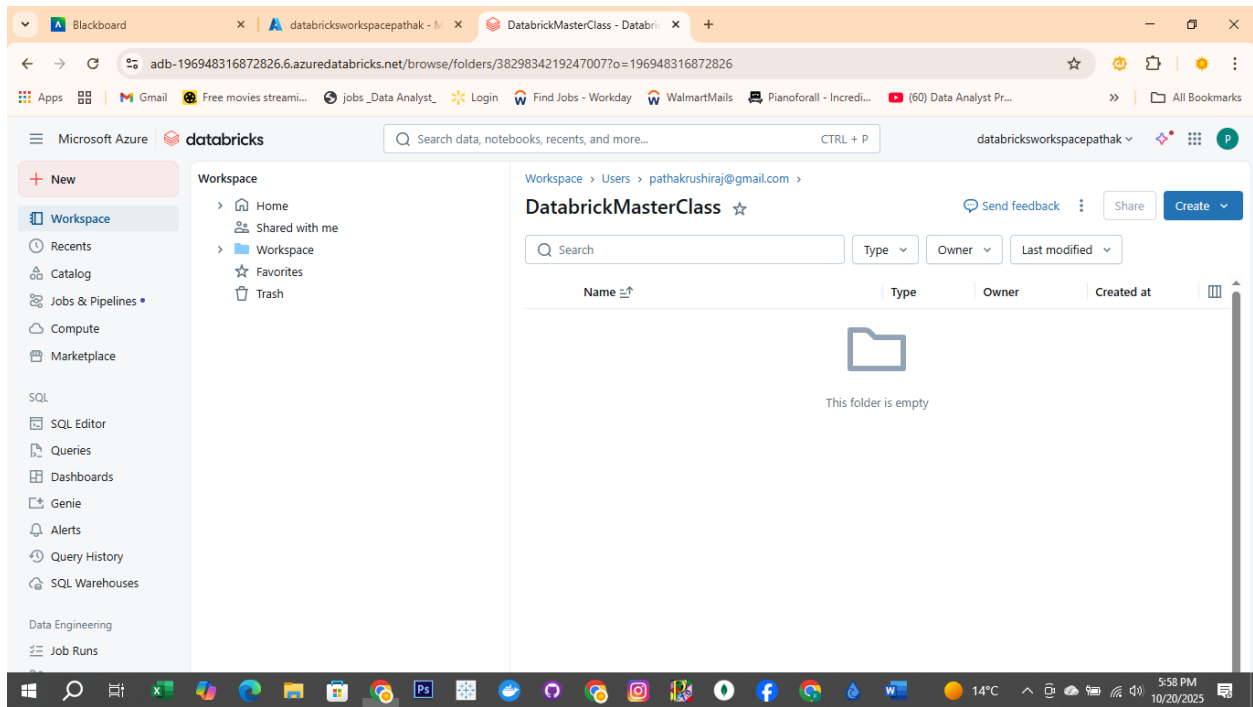 Blackboard
databricksworkspacepathak - M
DatabrickMasterClass - Databric
adb-196948316872826.6.azuredatabricks.net/browse/folders/3829834219247007?o=196948316872826
Apps
Gmail
Free movies streami...
jobs _Data Analyst_
Login
Find Jobs - Workday
WalmartMails
Pianoforall - Incredi...
(60) Data Analyst Pr...
All Bookmarks
Microsoft Azure
databricks
Search data, notebooks, recents, and more...
CTRL + P
databricksworkspacepathak
P
New
Workspace
Recents
Catalog
Jobs & Pipelines
Compute
Marketplace
SQL
SQL Editor
Queries
Dashboards
Genie
Alerts
Query History
SQL Warehouses
Data Engineering
Job Runs
Workspace
Home
Shared with me
Workspace
Favorites
Trash
Workspace > Users > pathakrushiraj@gmail.com >
DatabrickMasterClass
Send feedback
Share
Create
Search
Type
Owner
Last modified
Name
Type
Owner
Created at
This folder is empty
Ps
14°C
5:58 PM
10/20/2025